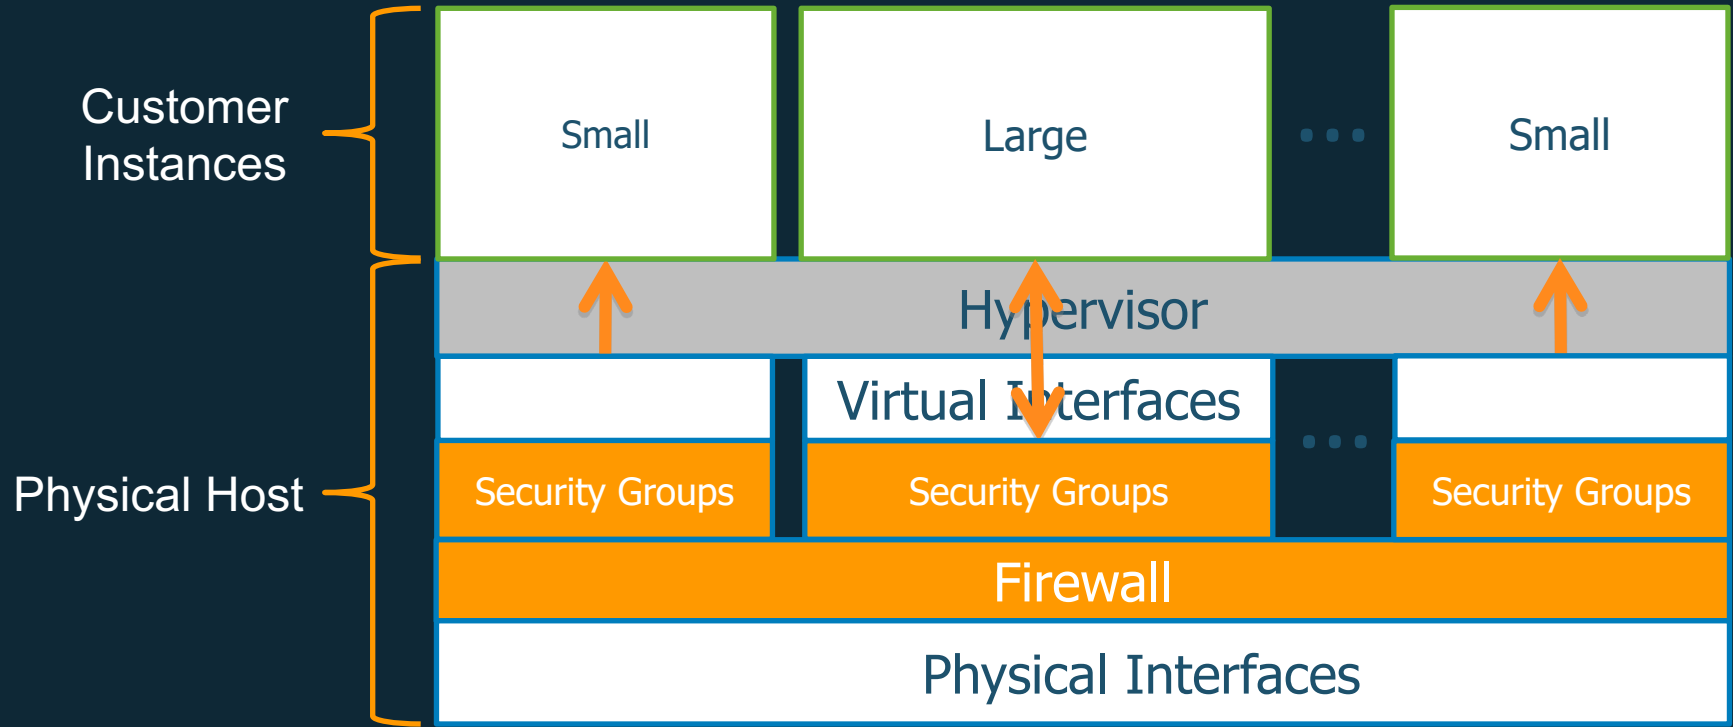 Customer
Instances
Small
Large
...
Small
Hypervisor
Virtual Interfaces
...
Physical Host
Security Groups
Security Groups
Security Groups
Firewall
Physical Interfaces